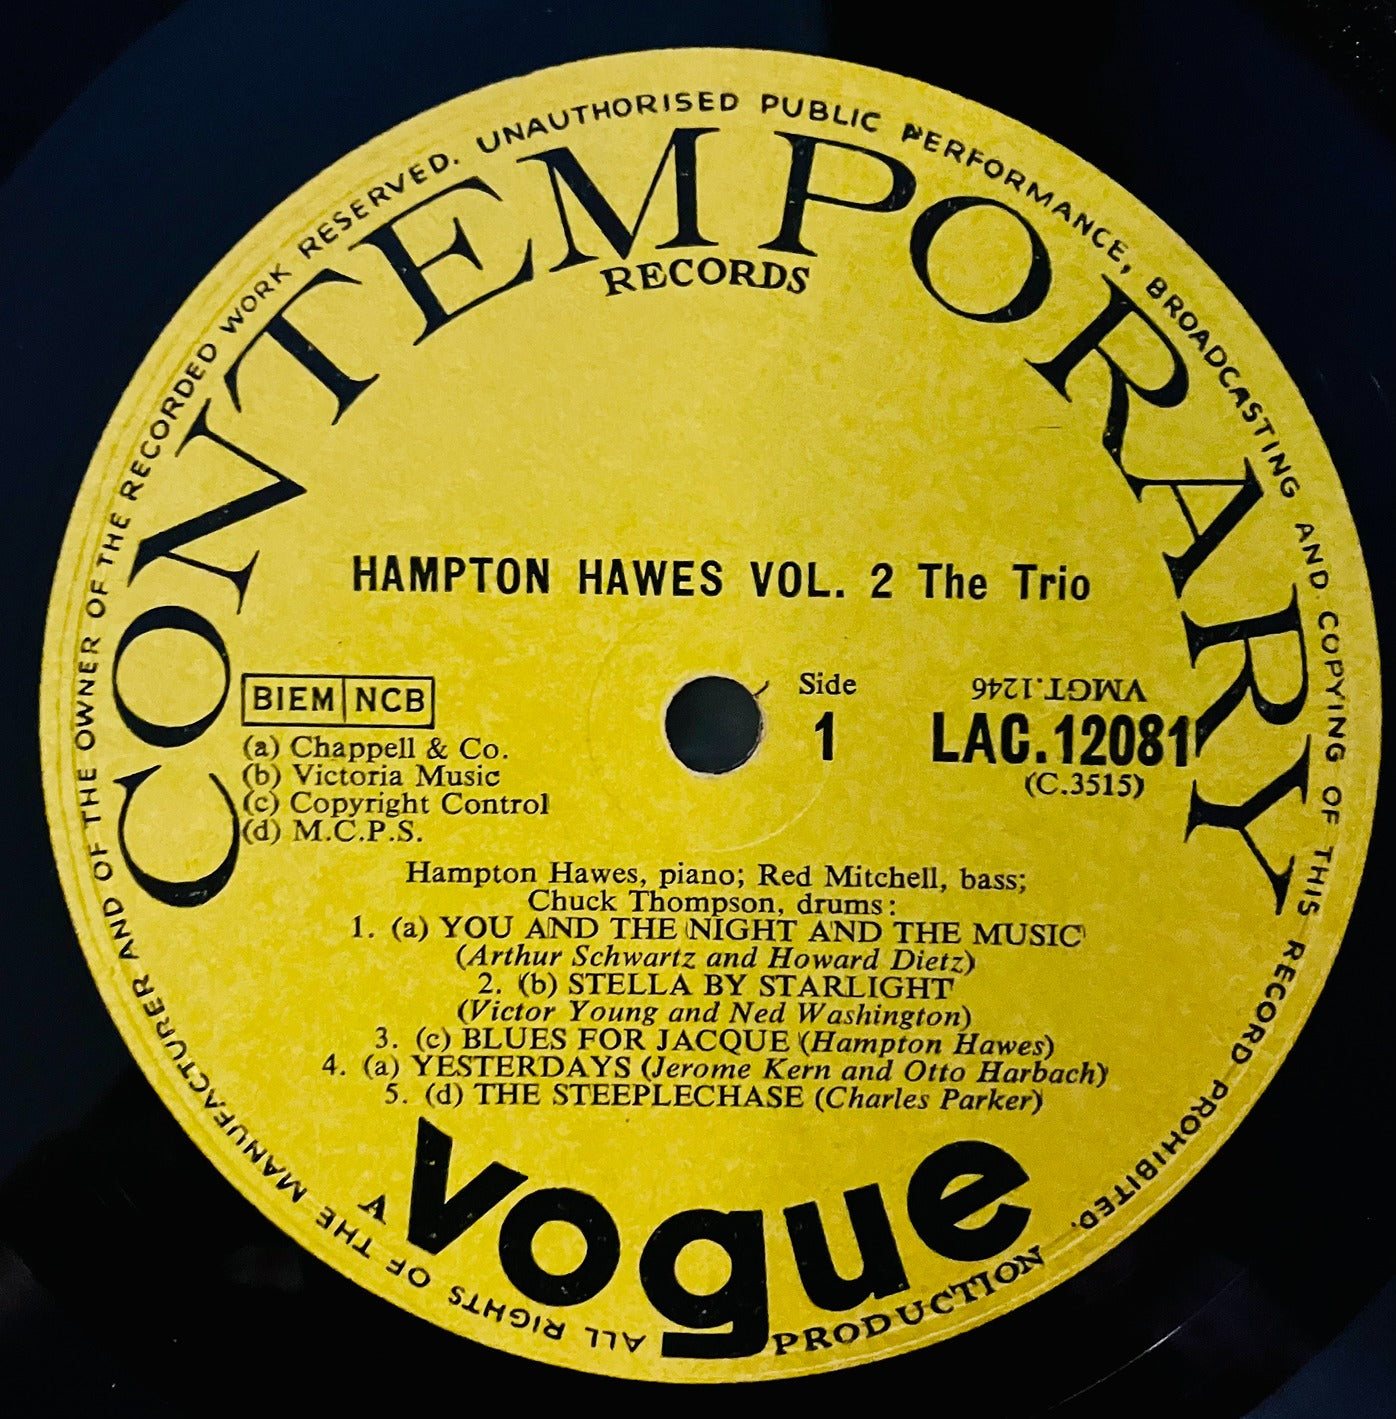 ALL RIGHTS OF THE MANUFACTURER AND OF THE OWNER OF THE RECORDED WORK RESERVED. UNAUTHORISED PUBLIC PERFORMANCE, BROADCASTING AND COPYING OF THIS RECORD PROHIBITED.
CONTEMPORARY
RECORDS
HAMPTON HAWES VOL. 2 The Trio
BIEM NCB
Side
1
VMGT.1246
LAC.12081
(C.3515)
(a) Chappell & Co.
(b) Victoria Music
(c) Copyright Control
(d) M.C.P.S.
Hampton Hawes, piano; Red Mitchell, bass;
Chuck Thompson, drums:
1. (a) YOU AND THE NIGHT AND THE MUSIC
(Arthur Schwartz and Howard Dietz)
2. (b) STELLA BY STARLIGHT
(Victor Young and Ned Washington)
3. (c) BLUES FOR JACQUE (Hampton Hawes)
4. (a) YESTERDAYS (Jerome Kern and Otto Harbach)
5. (d) THE STEEPLECHASE (Charles Parker)
A
vogue
PRODUCTION